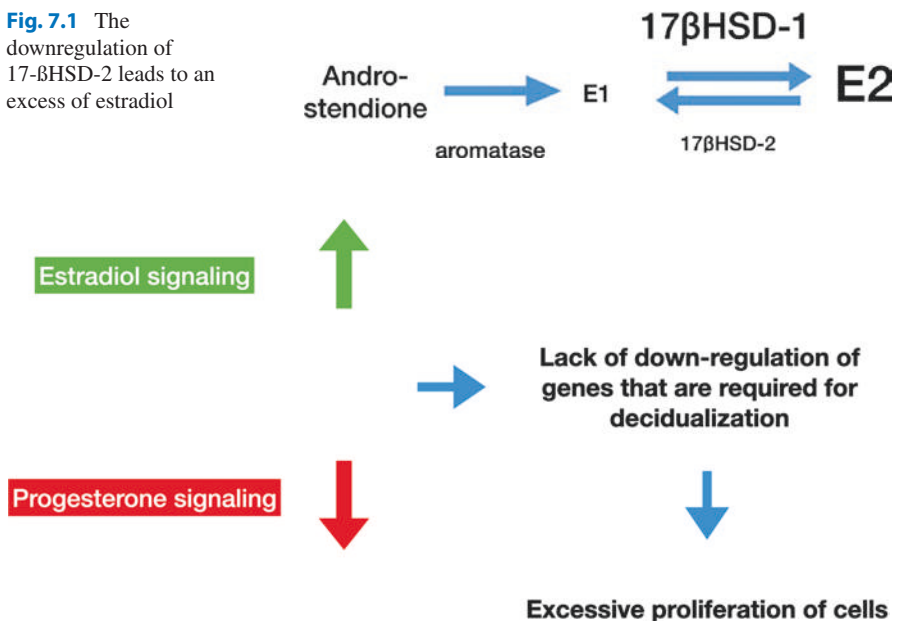 Fig. 7.1 The
downregulation of
17-ßHSD-2 leads to an
excess of estradiol
17βHSD-1
Andro-
stendione
E1
E2
aromatase
17βHSD-2
Estradiol signaling
Lack of down-regulation of
genes that are required for
decidualization
Progesterone signaling
Excessive proliferation of cells